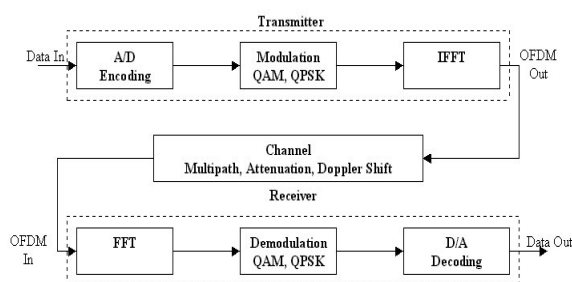 Transmitter
Data In
A/D
Encoding
Modulation
QAM, QPSK
IFFT
OFDM
Out
Channel
Multipath, Attenuation, Doppler Shift
Receiver
OFDM
In
FFT
Demodulation
QAM, QPSK
D/A
Decoding
Data Out